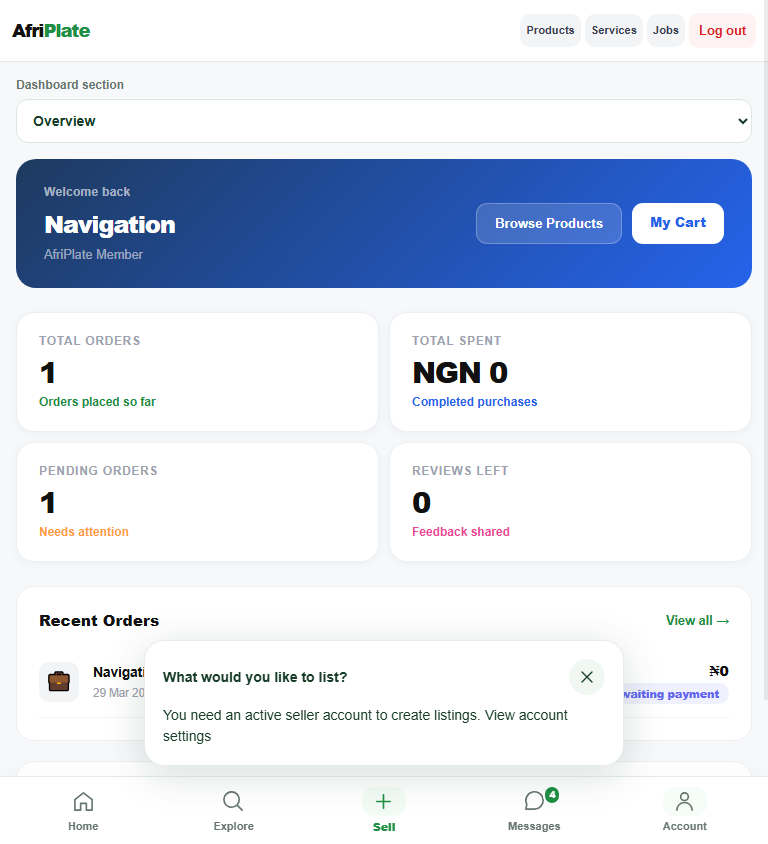 AfriPlate
Products Services Jobs Log out
Dashboard section
Overview
Welcome back
Navigation
AfriPlate Member
Browse Products
My Cart
TOTAL ORDERS
1
Orders placed so far
TOTAL SPENT
NGN 0
Completed purchases
PENDING ORDERS
1
Needs attention
REVIEWS LEFT
0
Feedback shared
Recent Orders
View all →
₦0
29 Mar
waiting payment
What would you like to list?
You need an active seller account to create listings. View account
settings
Home
Explore
Sell
4
Messages
Account